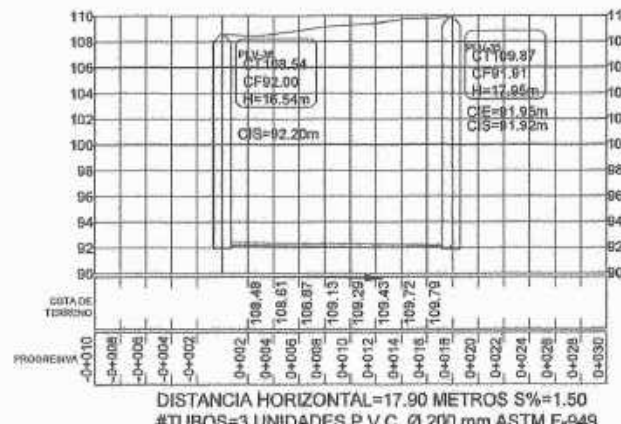 110
108
106
104
102
100
98
96
94
92
90
PLV-36
CT108.54
CF92.00
H=16.54m
CIS=92.20m
CT109.87
CF91.91
H=17.95m
CIE=91.95m
CIS=91.92m
COTA DE
TERRENO
108.48
108.61
108.87
109.13
109.29
109.43
109.72
109.79
PROGRESIVA
-0+010
-0+008
-0+006
-0+004
-0+002
0+002
0+004
0+006
0+008
0+010
0+012
0+014
0+016
0+018
0+020
0+022
0+024
0+026
0+028
0+030
DISTANCIA HORIZONTAL=17.90 METROS S%=1.50
#TUBOS=3 UNIDADES P.V.C. Ø 200 mm ASTM F-949